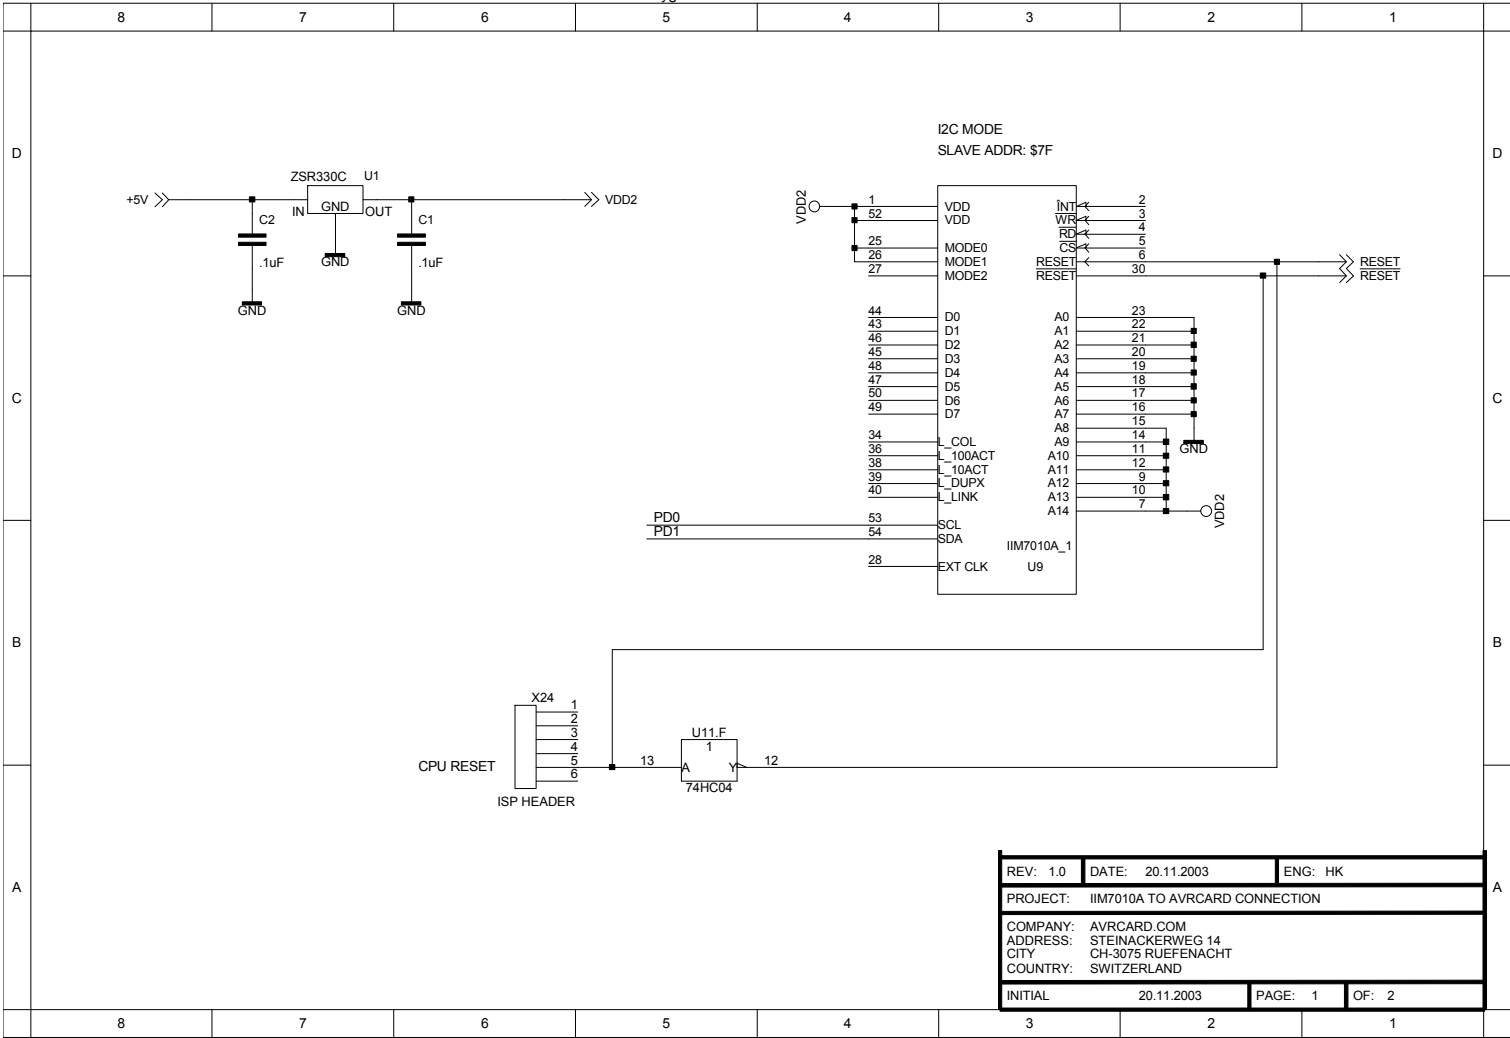 8 7 6 5 4 3 2 1
D
D
C
C
B
B
A
A
I2C MODE
SLAVE ADDR: $7F
ZSR330C U1
+5V
IN GND OUT
VDD2
C2
.1uF
GND
GND
C1
.1uF
GND
VDD2
1 VDD
52 VDD
25 MODE0
26 MODE1
27 MODE2
44 D0
43 D1
46 D2
45 D3
48 D4
47 D5
50 D6
49 D7
34 L_COL
36 L_100ACT
38 L_10ACT
39 L_DUPX
40 L_LINK
PD0 53 SCL
PD1 54 SDA
28 EXT CLK
INT 2
WR 3
RD 4
CS 5
RESET 6 RESET
RESET 30 RESET
A0 23
A1 22
A2 21
A3 20
A4 19
A5 18
A6 17
A7 16
A8 15
A9 14
A10 11
A11 12
A12 9
A13 10
A14 7
GND
VDD2
IIM7010A_1
U9
X24
1
2
3
4
5
6
CPU RESET
ISP HEADER
U11.F
1
13 A Y 12
74HC04
REV: 1.0 DATE: 20.11.2003 ENG: HK
PROJECT: IIM7010A TO AVRCARD CONNECTION
COMPANY: AVRCARD.COM
ADDRESS: STEINACKERWEG 14
CITY CH-3075 RUEFENACHT
COUNTRY: SWITZERLAND
INITIAL 20.11.2003 PAGE: 1 OF: 2
8 7 6 5 4 3 2 1